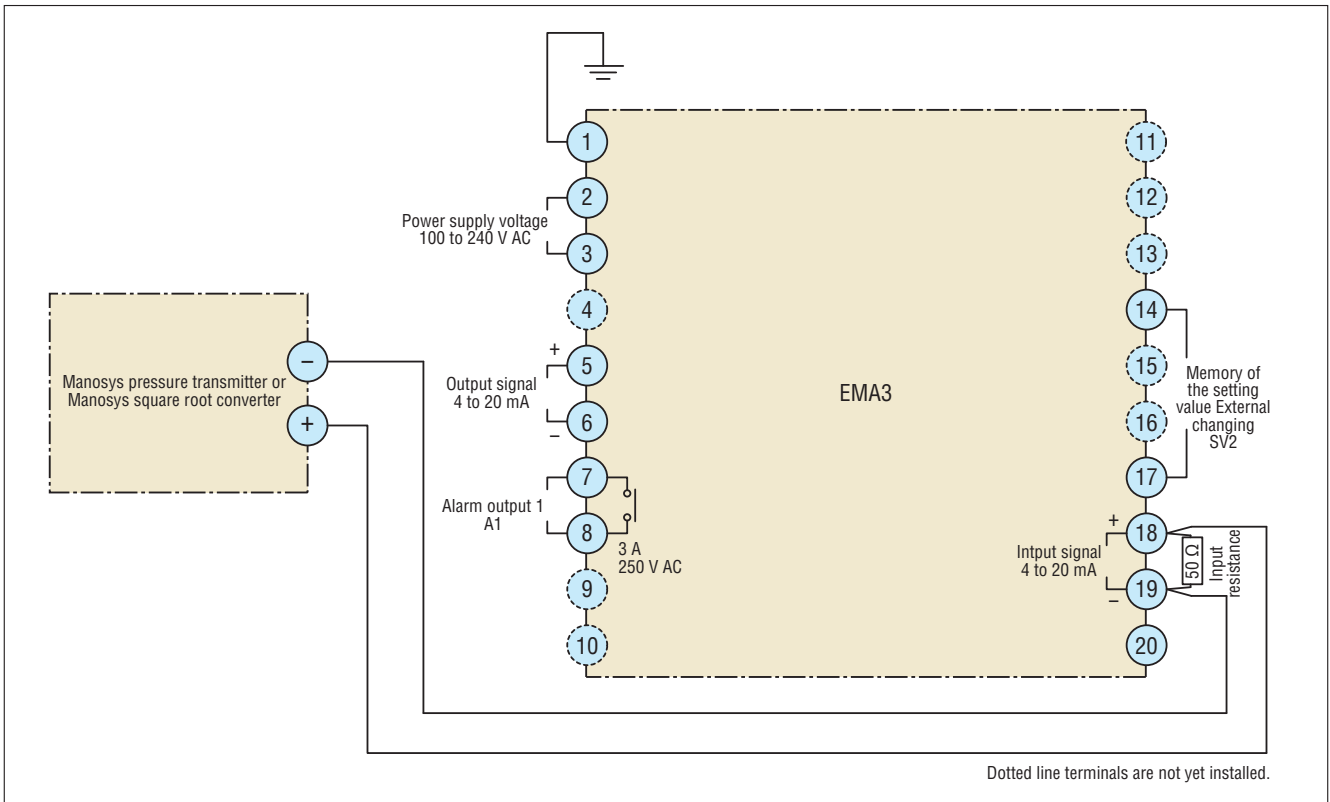 1
2
3
4
5
6
7
8
9
10
Power supply voltage
100 to 240 V AC
+
Output signal
4 to 20 mA
−
Alarm output 1
A1
3 A
250 V AC
Manosys pressure transmitter or
Manosys square root converter
−
+
EMA3
11
12
13
14
15
16
17
18
19
20
Memory of
the setting
value External
changing
SV2
+
Intput signal
4 to 20 mA
−
50 Ω
Input
resistance
Dotted line terminals are not yet installed.